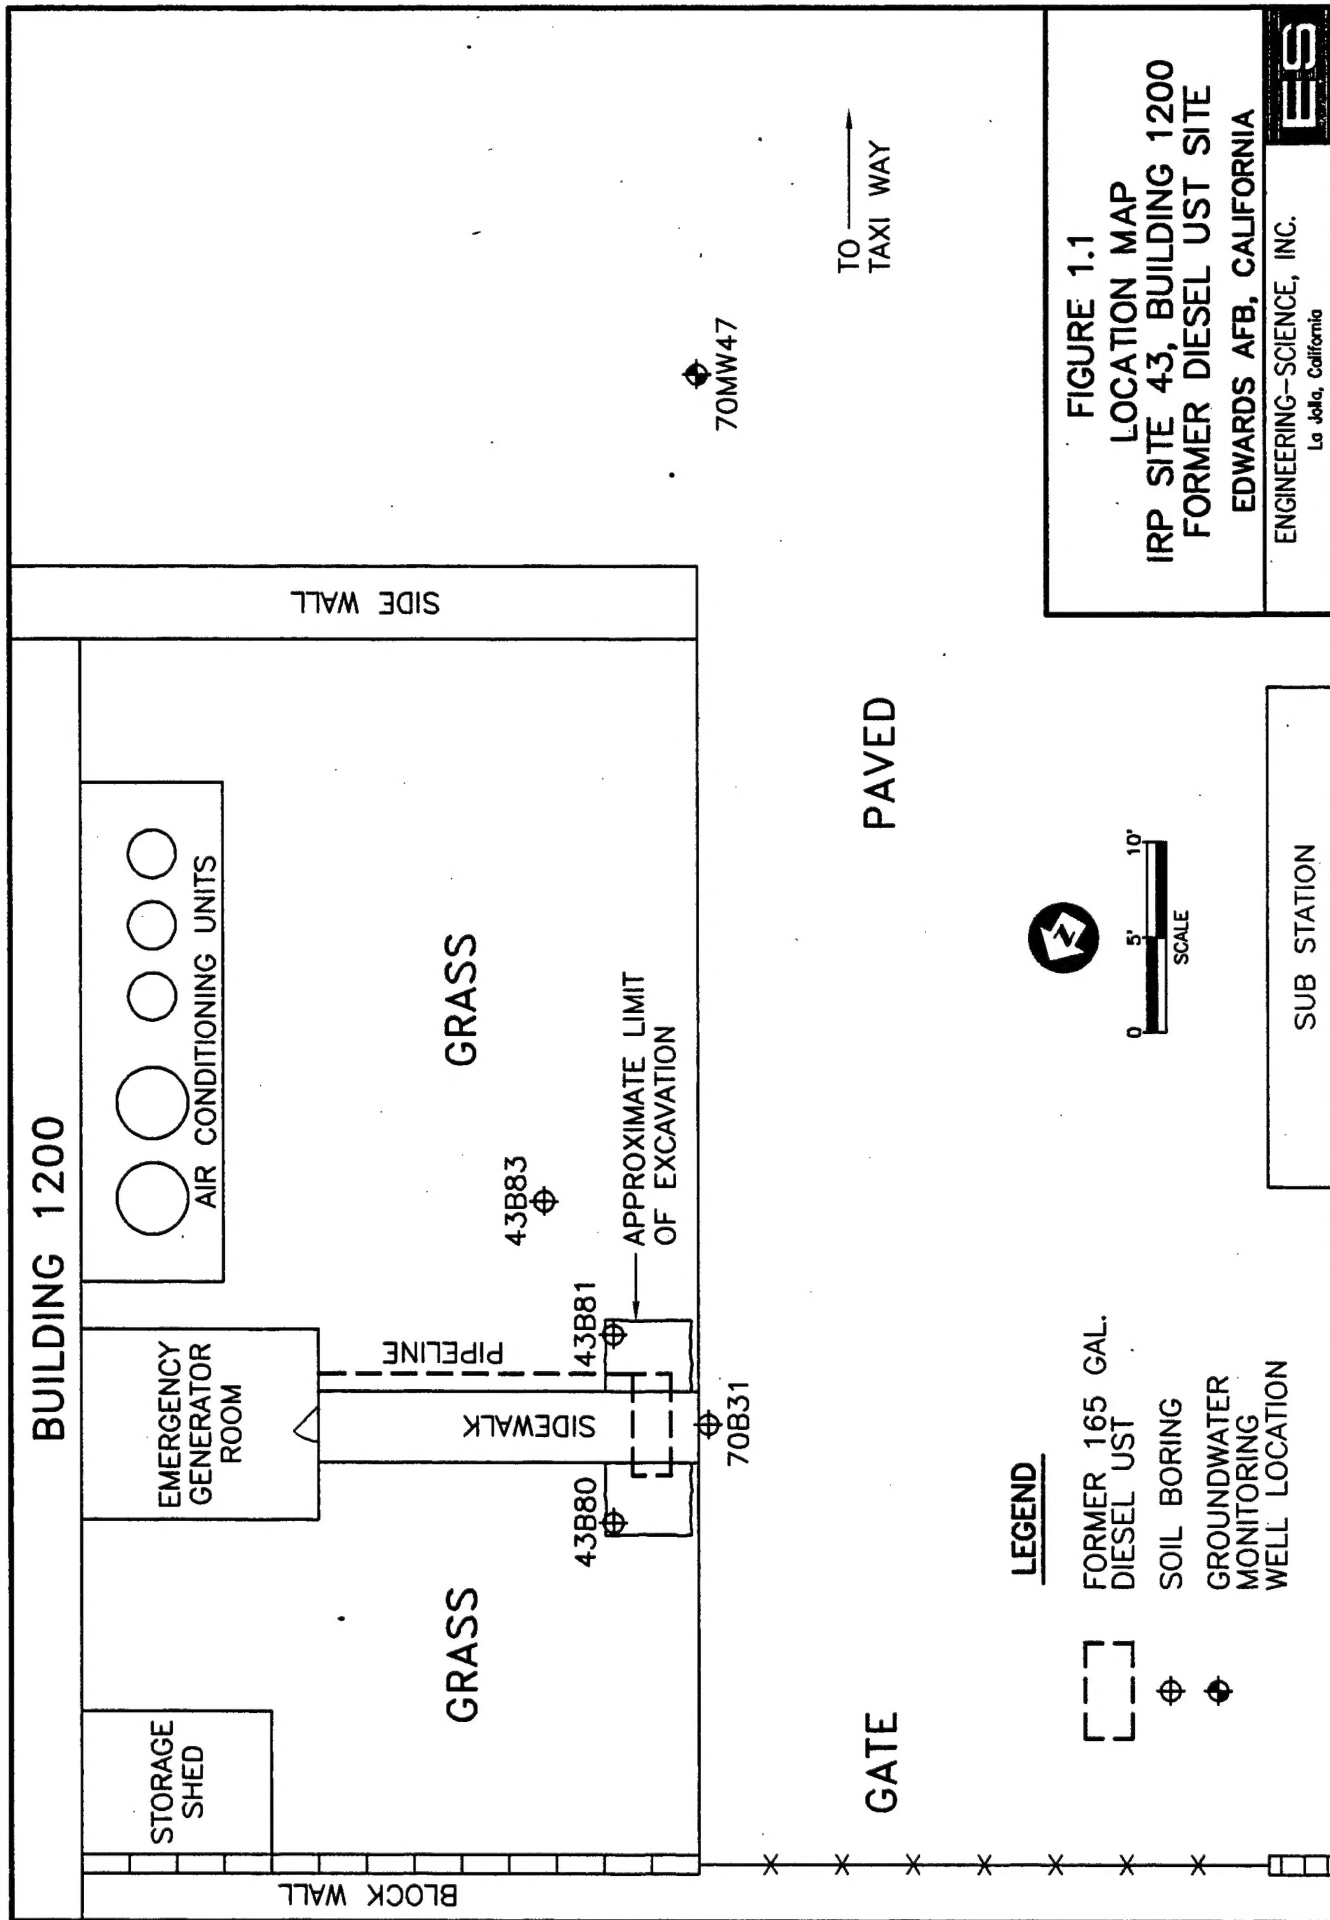 BUILDING 1200
STORAGE
SHED
EMERGENCY
GENERATOR
ROOM
AIR CONDITIONING UNITS
SIDE WALL
BLOCK WALL
GRASS
SIDEWALK
PIPELINE
GRASS
43B80
43B81
43B83
APPROXIMATE LIMIT
OF EXCAVATION
70B31
70MW47
GATE
PAVED
TO
TAXI WAY
LEGEND
FORMER 165 GAL.
DIESEL UST
SOIL BORING
GROUNDWATER
MONITORING
WELL LOCATION
N
0 5' 10'
SCALE
SUB STATION
FIGURE 1.1
LOCATION MAP
IRP SITE 43, BUILDING 1200
FORMER DIESEL UST SITE
EDWARDS AFB, CALIFORNIA
ENGINEERING-SCIENCE, INC.
La Jolla, California
ES